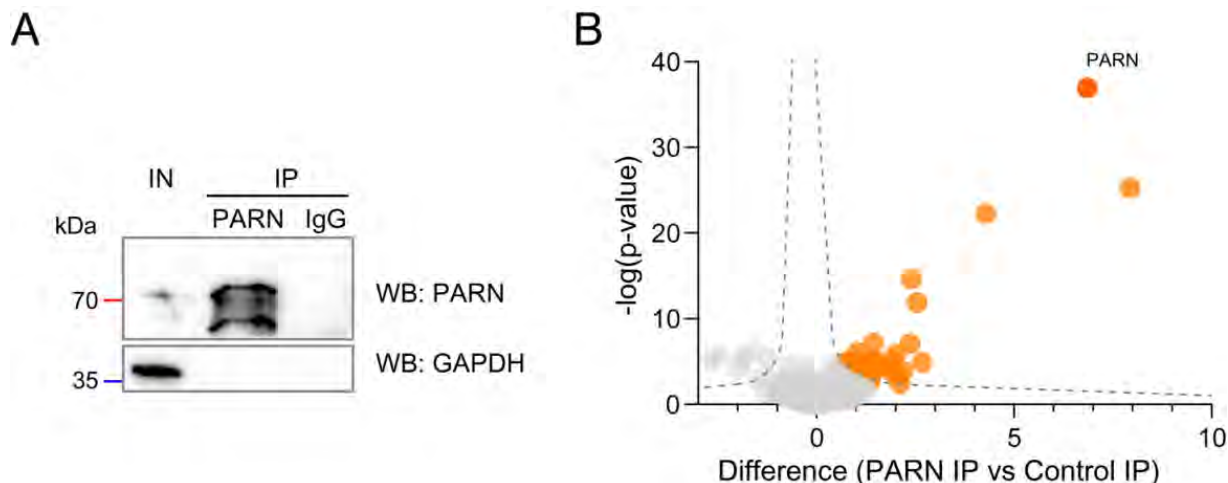 A
IN
IP
kDa
PARN
IgG
70
WB: PARN
35
WB: GAPDH
B
-log(p-value)
40
30
20
10
0
PARN
0
5
10
Difference (PARN IP vs Control IP)